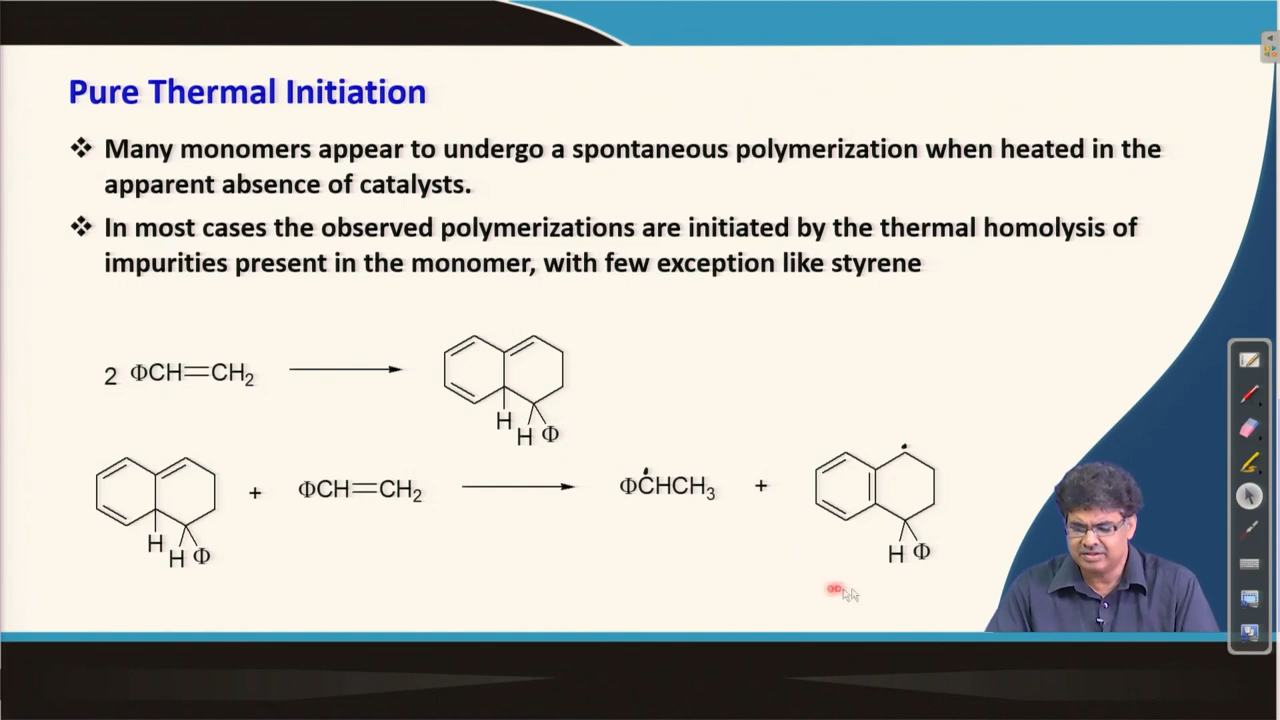 Pure Thermal Initiation
❖ Many monomers appear to undergo a spontaneous polymerization when heated in the
apparent absence of catalysts.
❖ In most cases the observed polymerizations are initiated by the thermal homolysis of
impurities present in the monomer, with few exception like styrene
2 ΦCH=CH₂
H
H Φ
+ ΦCH=CH₂ ΦĊHCH₃ +
H
H Φ
H Φ